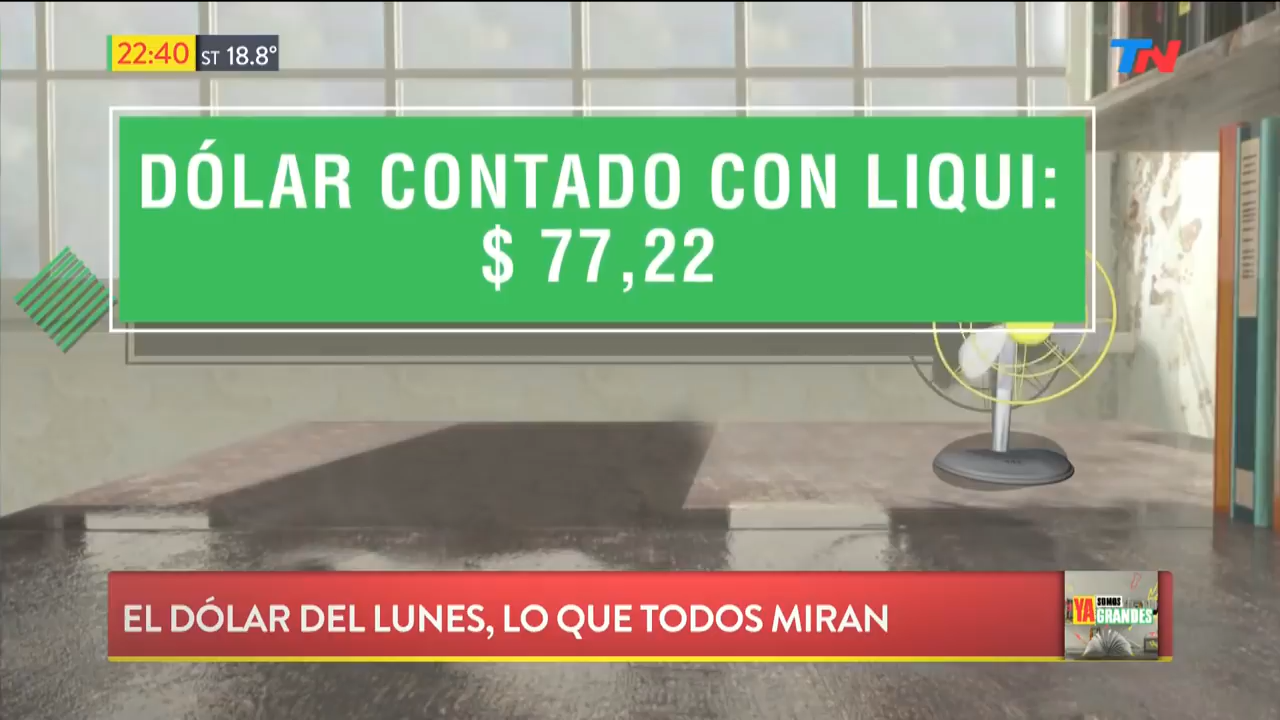 22:40 ST 18.8°
TN
DÓLAR CONTADO CON LIQUI:
$ 77,22
EL DÓLAR DEL LUNES, LO QUE TODOS MIRAN
YA SOMOS
GRANDES